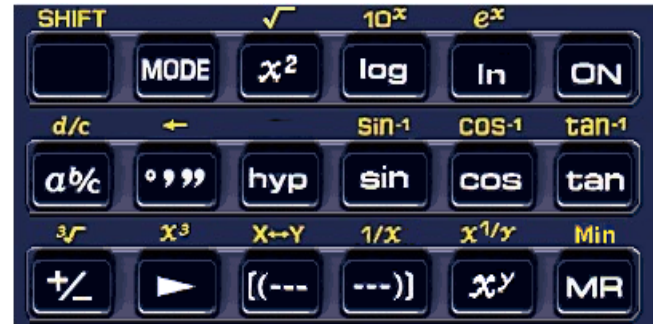 SHIFT √ 10ˣ eˣ
MODE x² log ln ON
d/c ← sin-1 cos-1 tan-1
ab/c °,,, hyp sin cos tan
³√ x³ X↔Y 1/x x1/y Min
+/− ► [(--- ---)] xʸ MR